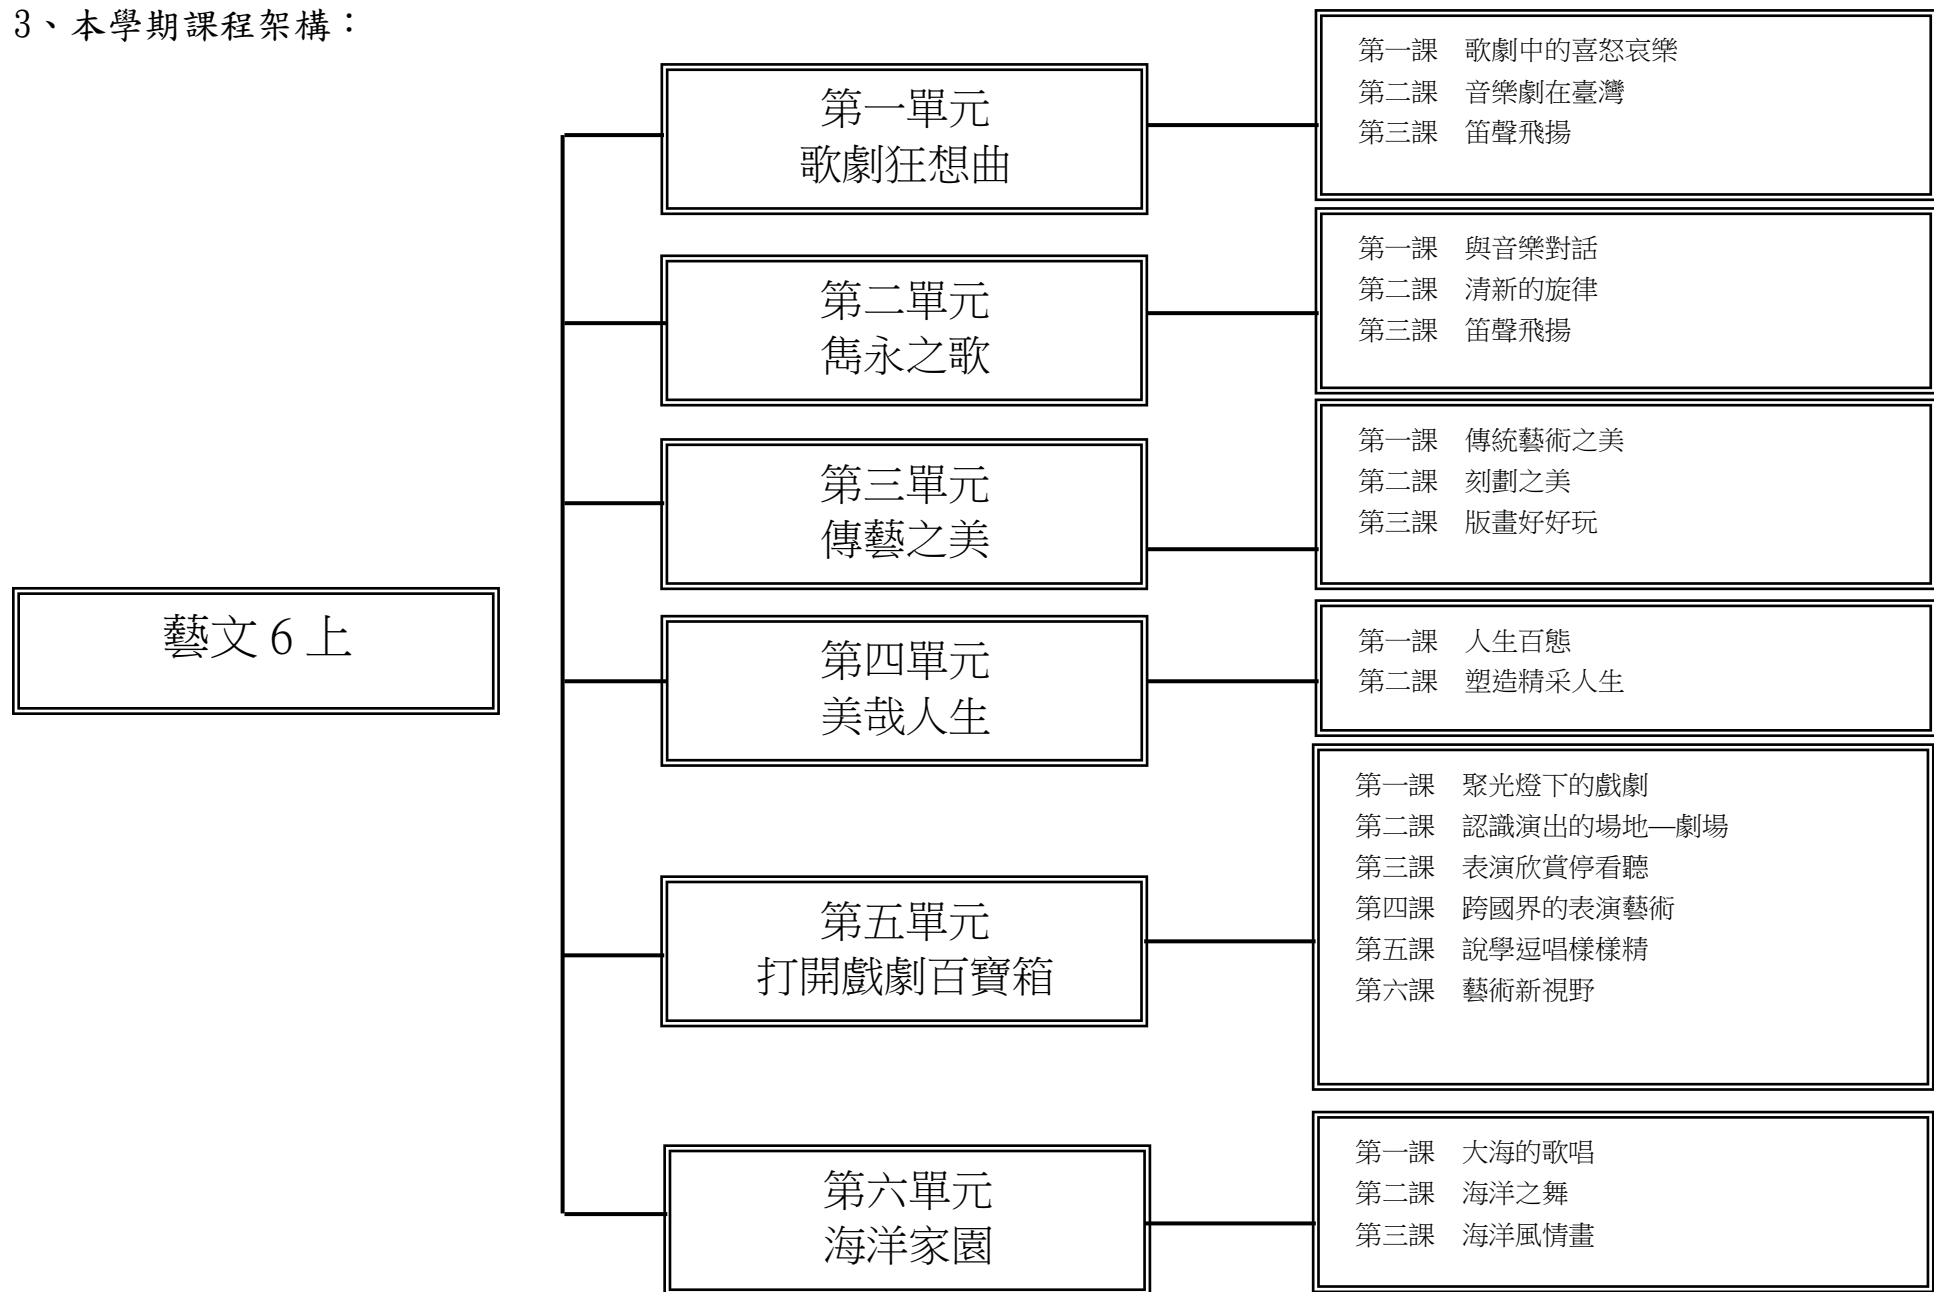 3、本學期課程架構：
藝文6上
第一單元
歌劇狂想曲
第一課　歌劇中的喜怒哀樂
第二課　音樂劇在臺灣
第三課　笛聲飛揚
第二單元
雋永之歌
第一課　與音樂對話
第二課　清新的旋律
第三課　笛聲飛揚
第三單元
傳藝之美
第一課　傳統藝術之美
第二課　刻劃之美
第三課　版畫好好玩
第四單元
美哉人生
第一課　人生百態
第二課　塑造精采人生
第五單元
打開戲劇百寶箱
第一課　聚光燈下的戲劇
第二課　認識演出的場地—劇場
第三課　表演欣賞停看聽
第四課　跨國界的表演藝術
第五課　說學逗唱樣樣精
第六課　藝術新視野
第六單元
海洋家園
第一課　大海的歌唱
第二課　海洋之舞
第三課　海洋風情畫